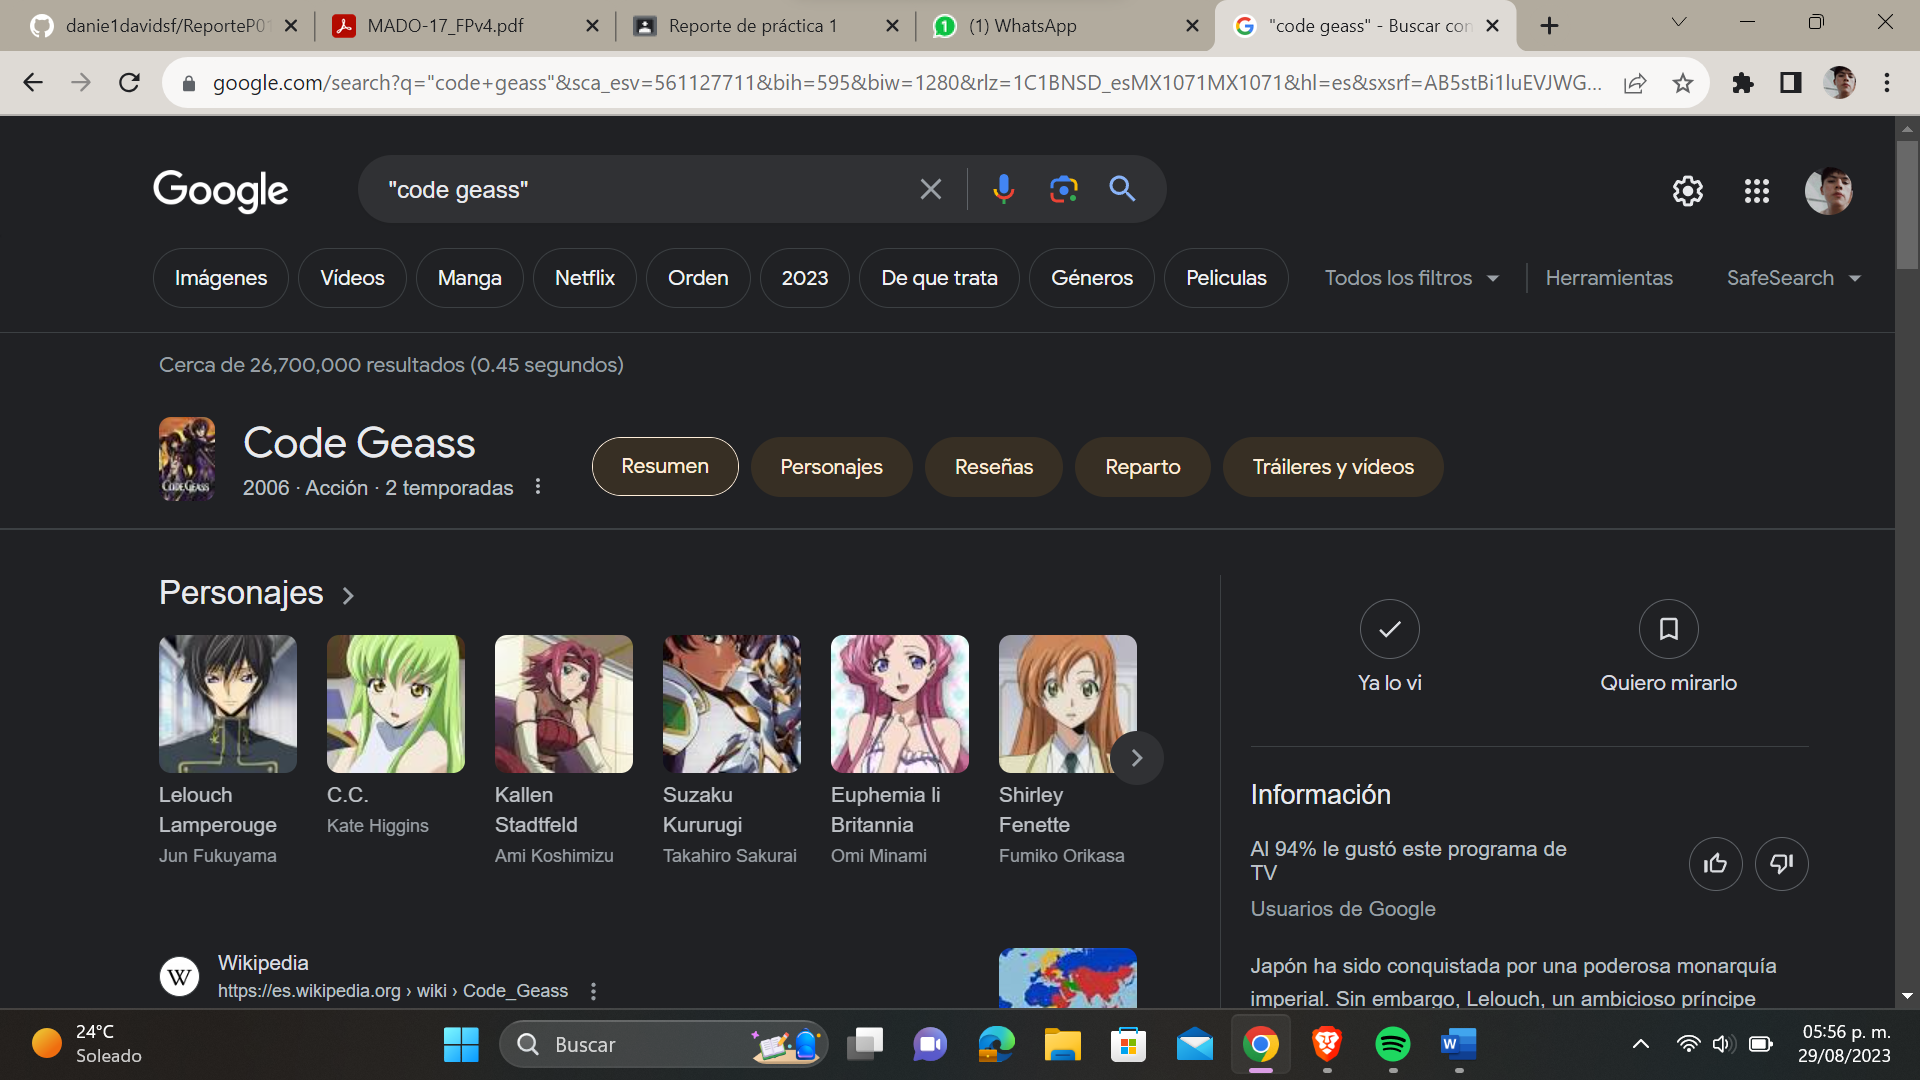 danie1davidsf/ReporteP01
MADO-17_FPv4.pdf
Reporte de práctica 1
(1) WhatsApp
"code geass" - Buscar con
google.com/search?q="code+geass"&sca_esv=561127711&bih=595&biw=1280&rlz=1C1BNSD_esMX1071MX1071&hl=es&sxsrf=AB5stBi1luEVJWG...
Google
"code geass"
Imágenes
Vídeos
Manga
Netflix
Orden
2023
De que trata
Géneros
Peliculas
Todos los filtros
Herramientas
SafeSearch
Cerca de 26,700,000 resultados (0.45 segundos)
CODE GEASS
Code Geass
2006 · Acción · 2 temporadas
Resumen
Personajes
Reseñas
Reparto
Tráileres y vídeos
Personajes
Lelouch
Lamperouge
Jun Fukuyama
C.C.
Kate Higgins
Kallen
Stadtfeld
Ami Koshimizu
Suzaku
Kururugi
Takahiro Sakurai
Euphemia li
Britannia
Omi Minami
Shirley
Fenette
Fumiko Orikasa
Ya lo vi
Quiero mirarlo
Información
Al 94% le gustó este programa de
TV
Usuarios de Google
Japón ha sido conquistada por una poderosa monarquía
imperial. Sin embargo, Lelouch, un ambicioso príncipe
W
Wikipedia
https://es.wikipedia.org › wiki › Code_Geass
24°C
Soleado
Buscar
W
05:56 p. m.
29/08/2023